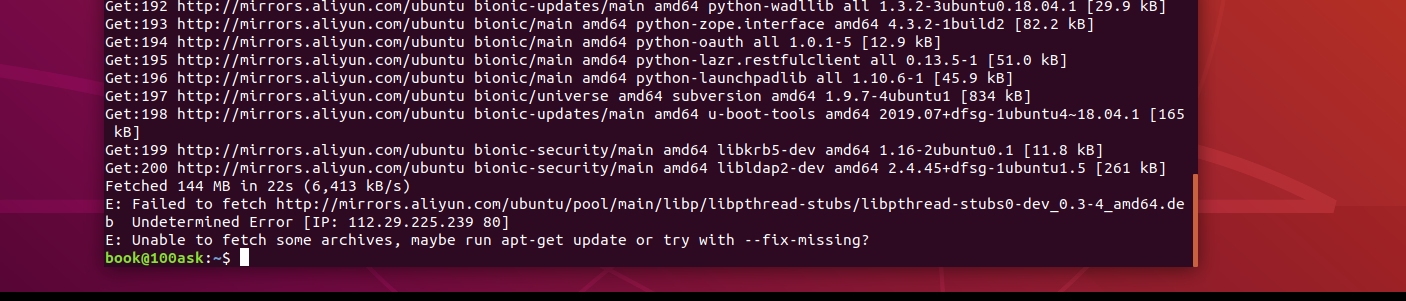 Get:192 http://mirrors.aliyun.com/ubuntu bionic-updates/main amd64 python-wadllib all 1.3.2-3ubuntu0.18.04.1 [29.9 kB]
Get:193 http://mirrors.aliyun.com/ubuntu bionic/main amd64 python-zope.interface amd64 4.3.2-1build2 [82.2 kB]
Get:194 http://mirrors.aliyun.com/ubuntu bionic/main amd64 python-oauth all 1.0.1-5 [12.9 kB]
Get:195 http://mirrors.aliyun.com/ubuntu bionic/main amd64 python-lazr.restfulclient all 0.13.5-1 [51.0 kB]
Get:196 http://mirrors.aliyun.com/ubuntu bionic/main amd64 python-launchpadlib all 1.10.6-1 [45.9 kB]
Get:197 http://mirrors.aliyun.com/ubuntu bionic/universe amd64 subversion amd64 1.9.7-4ubuntu1 [834 kB]
Get:198 http://mirrors.aliyun.com/ubuntu bionic-updates/main amd64 u-boot-tools amd64 2019.07+dfsg-1ubuntu4~18.04.1 [165
 kB]
Get:199 http://mirrors.aliyun.com/ubuntu bionic-security/main amd64 libkrb5-dev amd64 1.16-2ubuntu0.1 [11.8 kB]
Get:200 http://mirrors.aliyun.com/ubuntu bionic-security/main amd64 libldap2-dev amd64 2.4.45+dfsg-1ubuntu1.5 [261 kB]
Fetched 144 MB in 22s (6,413 kB/s)
E: Failed to fetch http://mirrors.aliyun.com/ubuntu/pool/main/libp/libpthread-stubs/libpthread-stubs0-dev_0.3-4_amd64.de
b  Undetermined Error [IP: 112.29.225.239 80]
E: Unable to fetch some archives, maybe run apt-get update or try with --fix-missing?
book@100ask:~$